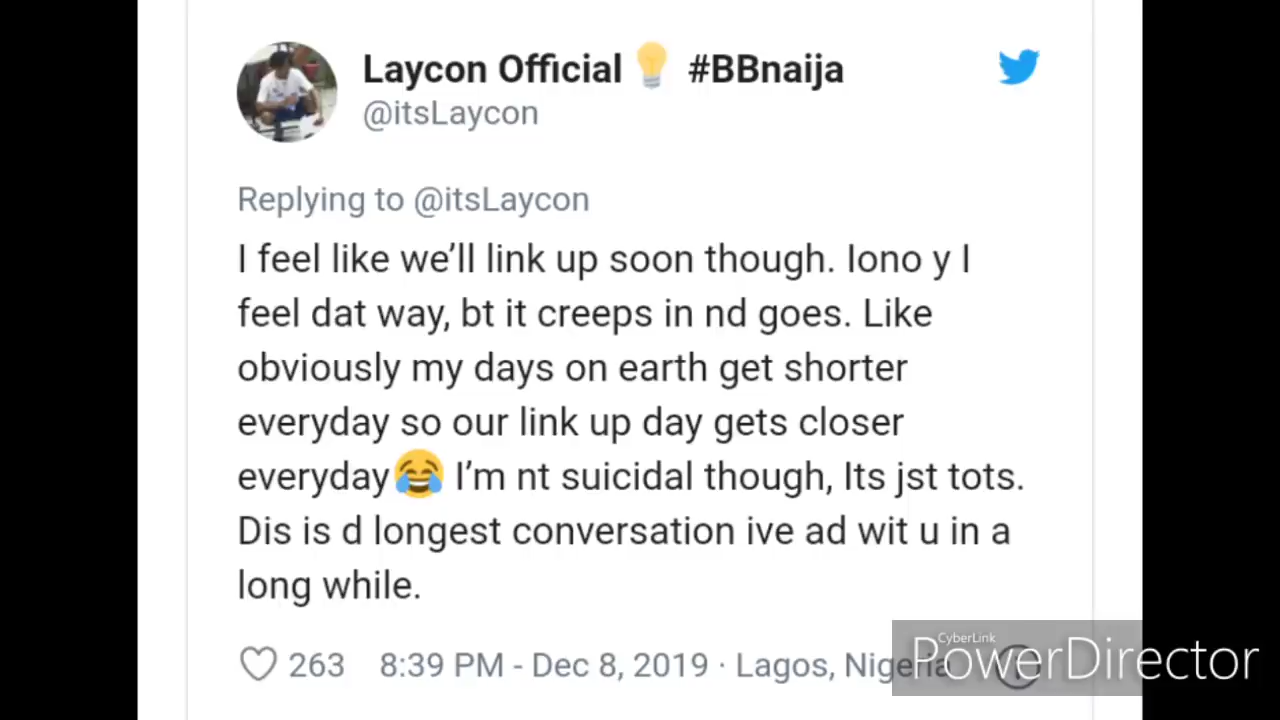 Laycon Official 💡 #BBnaija
@itsLaycon
Replying to @itsLaycon
I feel like we’ll link up soon though. Iono y I
feel dat way, bt it creeps in nd goes. Like
obviously my days on earth get shorter
everyday so our link up day gets closer
everyday😂 I’m nt suicidal though, Its jst tots.
Dis is d longest conversation ive ad wit u in a
long while.
263 8:39 PM - Dec 8, 2019 · Lagos, Nigeria
CyberLink
PowerDirector